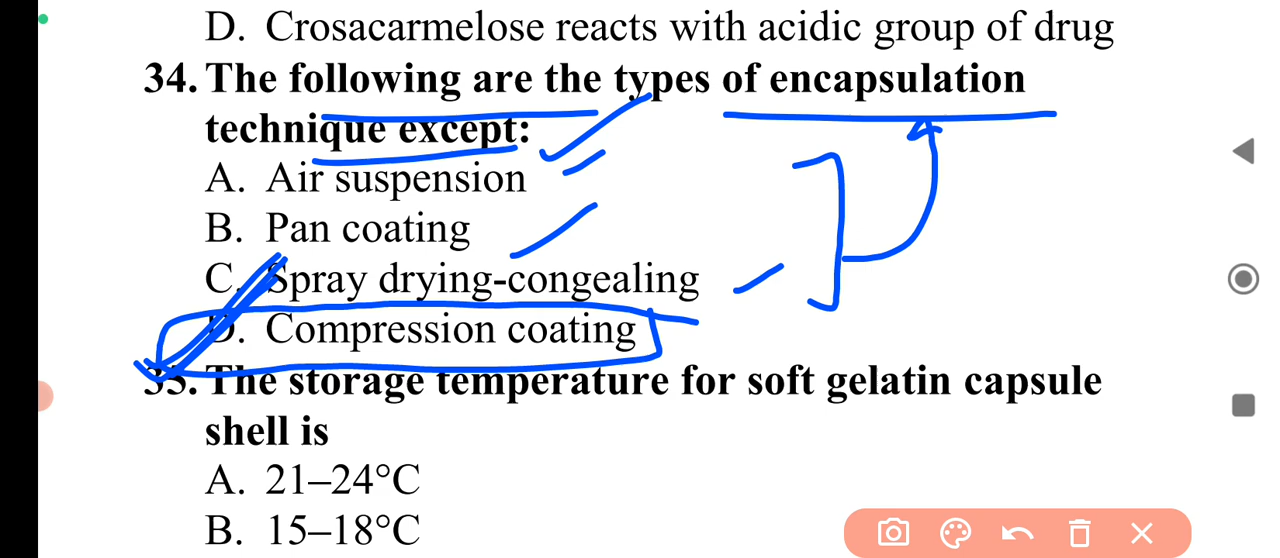 D. Crosacarmelose reacts with acidic group of drug
34. The following are the types of encapsulation
technique except:
A. Air suspension
B. Pan coating
C. Spray drying-congealing
D. Compression coating
35. The storage temperature for soft gelatin capsule
shell is
A. 21–24°C
B. 15–18°C